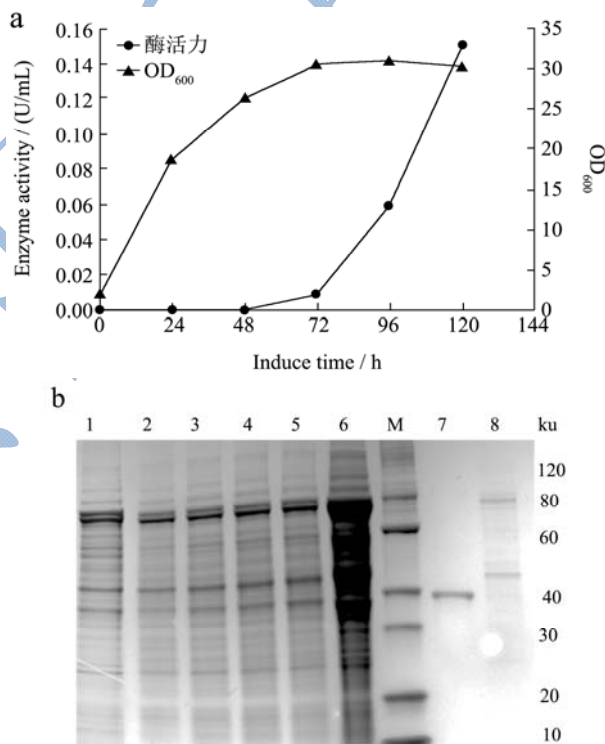 a
酶活力
OD600
Enzyme activity / (U/mL)
0.16
0.14
0.12
0.10
0.08
0.06
0.04
0.02
0.00
35
30
25
20
15
10
5
0
OD600
0 24 48 72 96 120 144
Induce time / h
b
1 2 3 4 5 6 M 7 8 ku
120
80
60
40
30
20
10